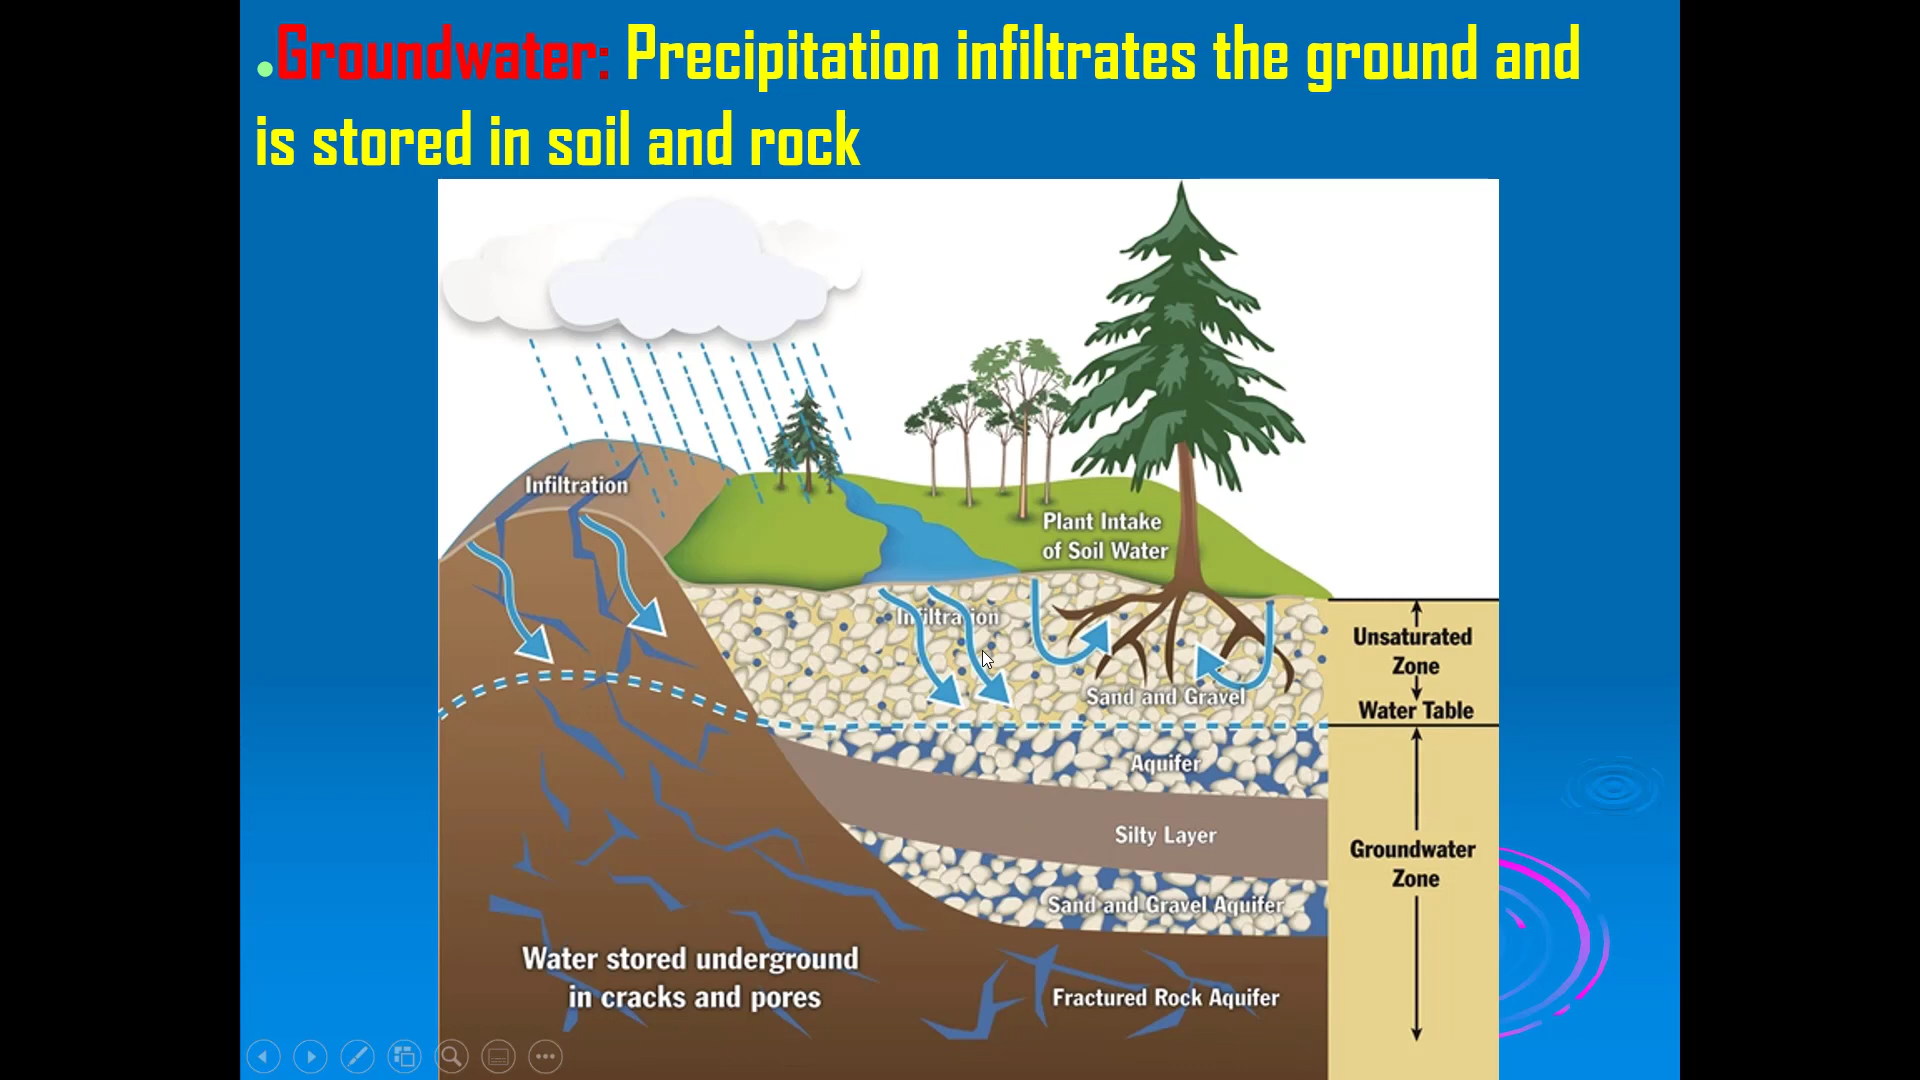 •Groundwater: Precipitation infiltrates the ground and
is stored in soil and rock
Infiltration
Plant Intake
of Soil Water
Infiltration
Unsaturated
Zone
Sand and Gravel
Water Table
Aquifer
Silty Layer
Groundwater
Zone
Sand and Gravel Aquifer
Water stored underground
in cracks and pores
Fractured Rock Aquifer